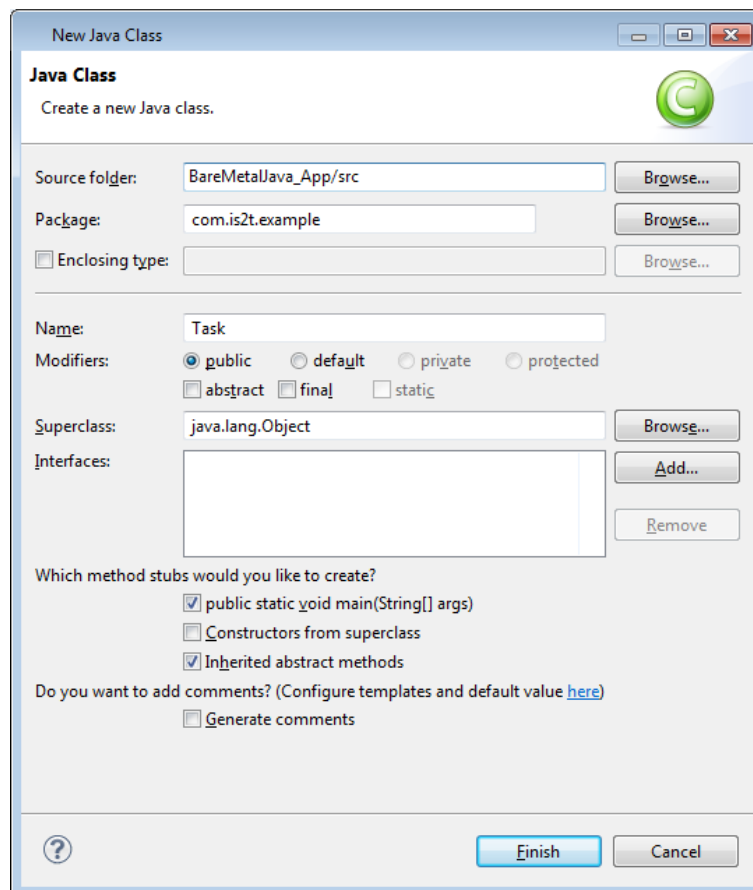 New Java Class
Java Class
Create a new Java class.
C
Source folder: BareMetalJava_App/src Browse...
Package: com.is2t.example Browse...
Enclosing type: Browse...
Name: Task
Modifiers: public default private protected
abstract final static
Superclass: java.lang.Object Browse...
Interfaces: Add...
Remove
Which method stubs would you like to create?
public static void main(String[] args)
Constructors from superclass
Inherited abstract methods
Do you want to add comments? (Configure templates and default value here)
Generate comments
? Finish Cancel